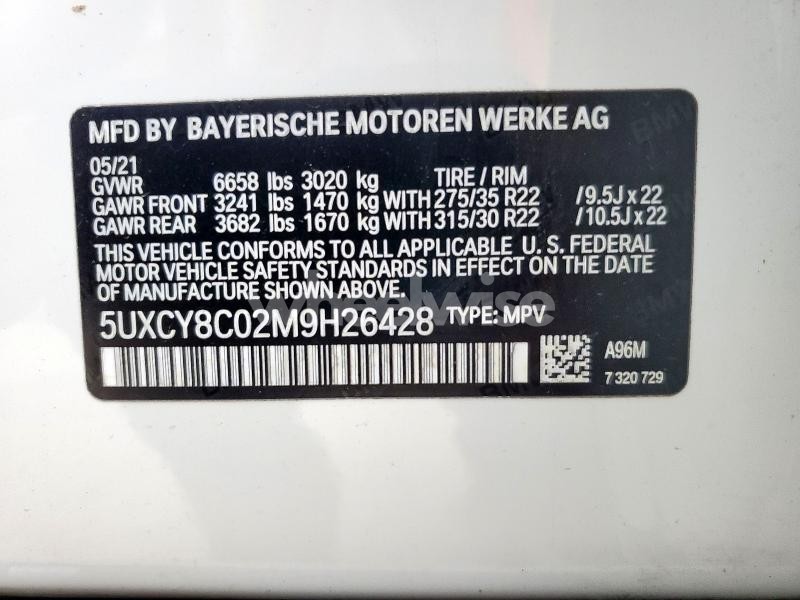 MFD BY BAYERISCHE MOTOREN WERKE AG
05/21 TIRE / RIM
GVWR 6658 lbs 3020 kg
GAWR FRONT 3241 lbs 1470 kg WITH 275/35 R22 / 9.5J x 22
GAWR REAR 3682 lbs 1670 kg WITH 315/30 R22 / 10.5J x 22
THIS VEHICLE CONFORMS TO ALL APPLICABLE U. S. FEDERAL
MOTOR VEHICLE SAFETY STANDARDS IN EFFECT ON THE DATE
OF MANUFACTURE SHOWN ABOVE.
wheelwise
5UXCY8C02M9H26428 TYPE: MPV
A96M
7 320 729